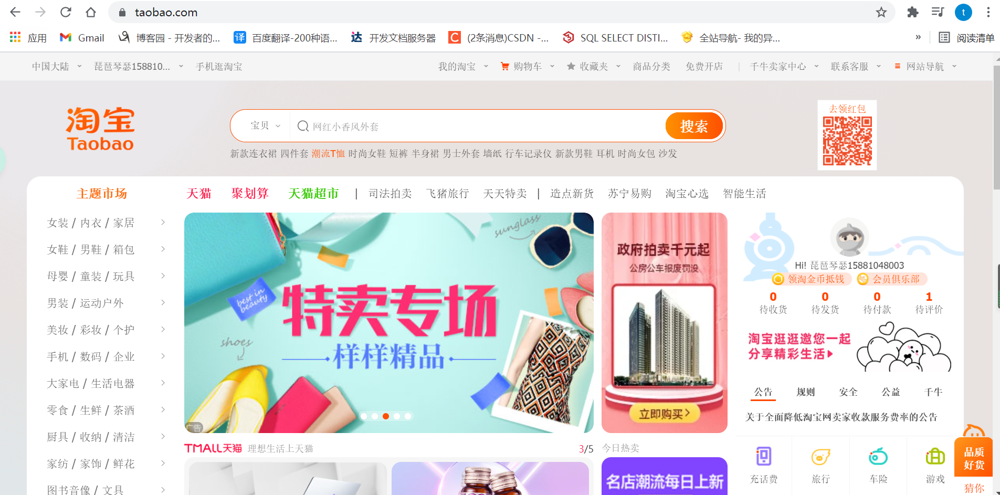 taobao.com
t
应用
Gmail
博客园 - 开发者的...
译 百度翻译-200种语...
达 开发文档服务器
C (2条消息)CSDN -...
SQL SELECT DISTI...
全站导航- 我的异...
»
阅读清单
中国大陆
琵琶琴瑟158810...
手机逛淘宝
我的淘宝
购物车
收藏夹
商品分类
免费开店
千牛卖家中心
联系客服
网站导航
淘宝
Taobao
宝贝
网红小香风外套
搜索
去领红包
新款连衣裙 四件套 潮流T恤 时尚女鞋 短裤 半身裙 男士外套 墙纸 行车记录仪 新款男鞋 耳机 时尚女包 沙发
主题市场
天猫 聚划算 天猫超市 | 司法拍卖 飞猪旅行 天天特卖 | 造点新货 苏宁易购 淘宝心选 智能生活
女装 / 内衣 / 家居
女鞋 / 男鞋 / 箱包
母婴 / 童装 / 玩具
男装 / 运动户外
美妆 / 彩妆 / 个护
手机 / 数码 / 企业
大家电 / 生活电器
零食 / 生鲜 / 茶酒
厨具 / 收纳 / 清洁
家纺 / 家饰 / 鲜花
图书音像 / 文具
sunglass
best in
beauty
特卖专场
样样精品
shoes
广告
政府拍卖千元起
公房公车报废罚没
立即购买
Hi! 琵琶琴瑟15881048003
领淘金币抵钱
会员俱乐部
0 0 0 1
待收货 待发货 待付款 待评价
淘宝逛逛邀您一起
分享精彩生活
公告 规则 安全 公益 千牛
关于全面降低淘宝网卖家收款服务费率的公告
TMALL天猫 理想生活上天猫
3/5
今日热卖
名店潮流每日上新
充话费 旅行 车险 游戏
品质
好货
猜你